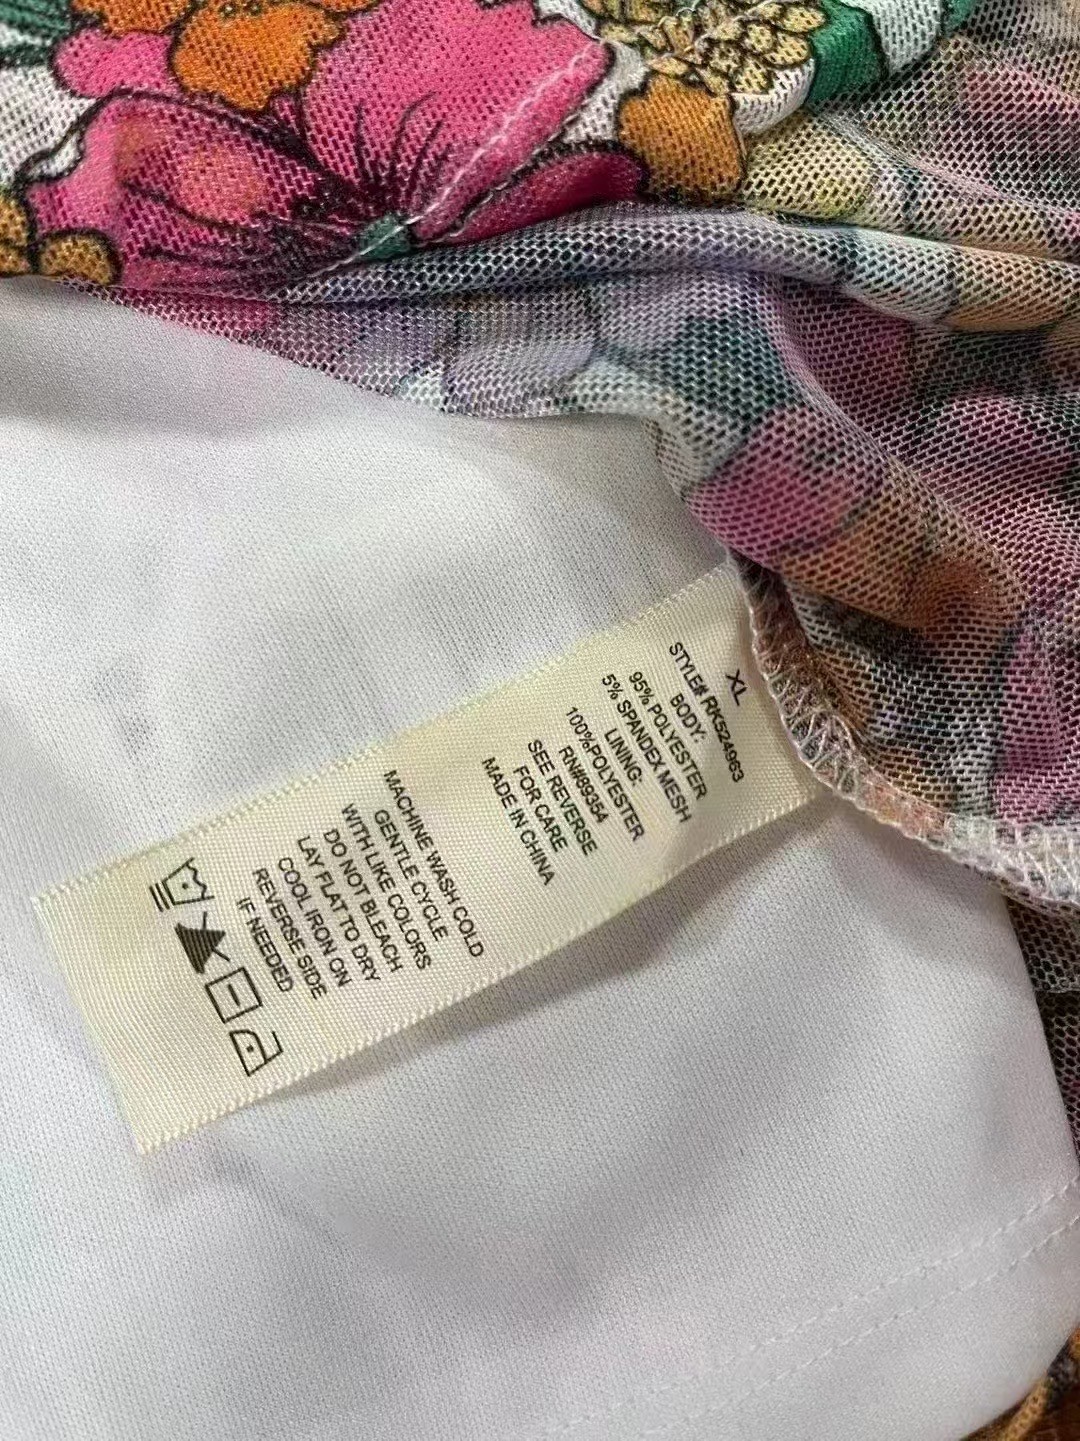 XL
STYLE# RK524963
BODY:
95% POLYESTER
5% SPANDEX MESH
LINING:
100%POLYESTER
RN#89354
SEE REVERSE
FOR CARE
MADE IN CHINA
MACHINE WASH COLD
GENTLE CYCLE
WITH LIKE COLORS
DO NOT BLEACH
LAY FLAT TO DRY
COOL IRON ON
REVERSE SIDE
IF NEEDED